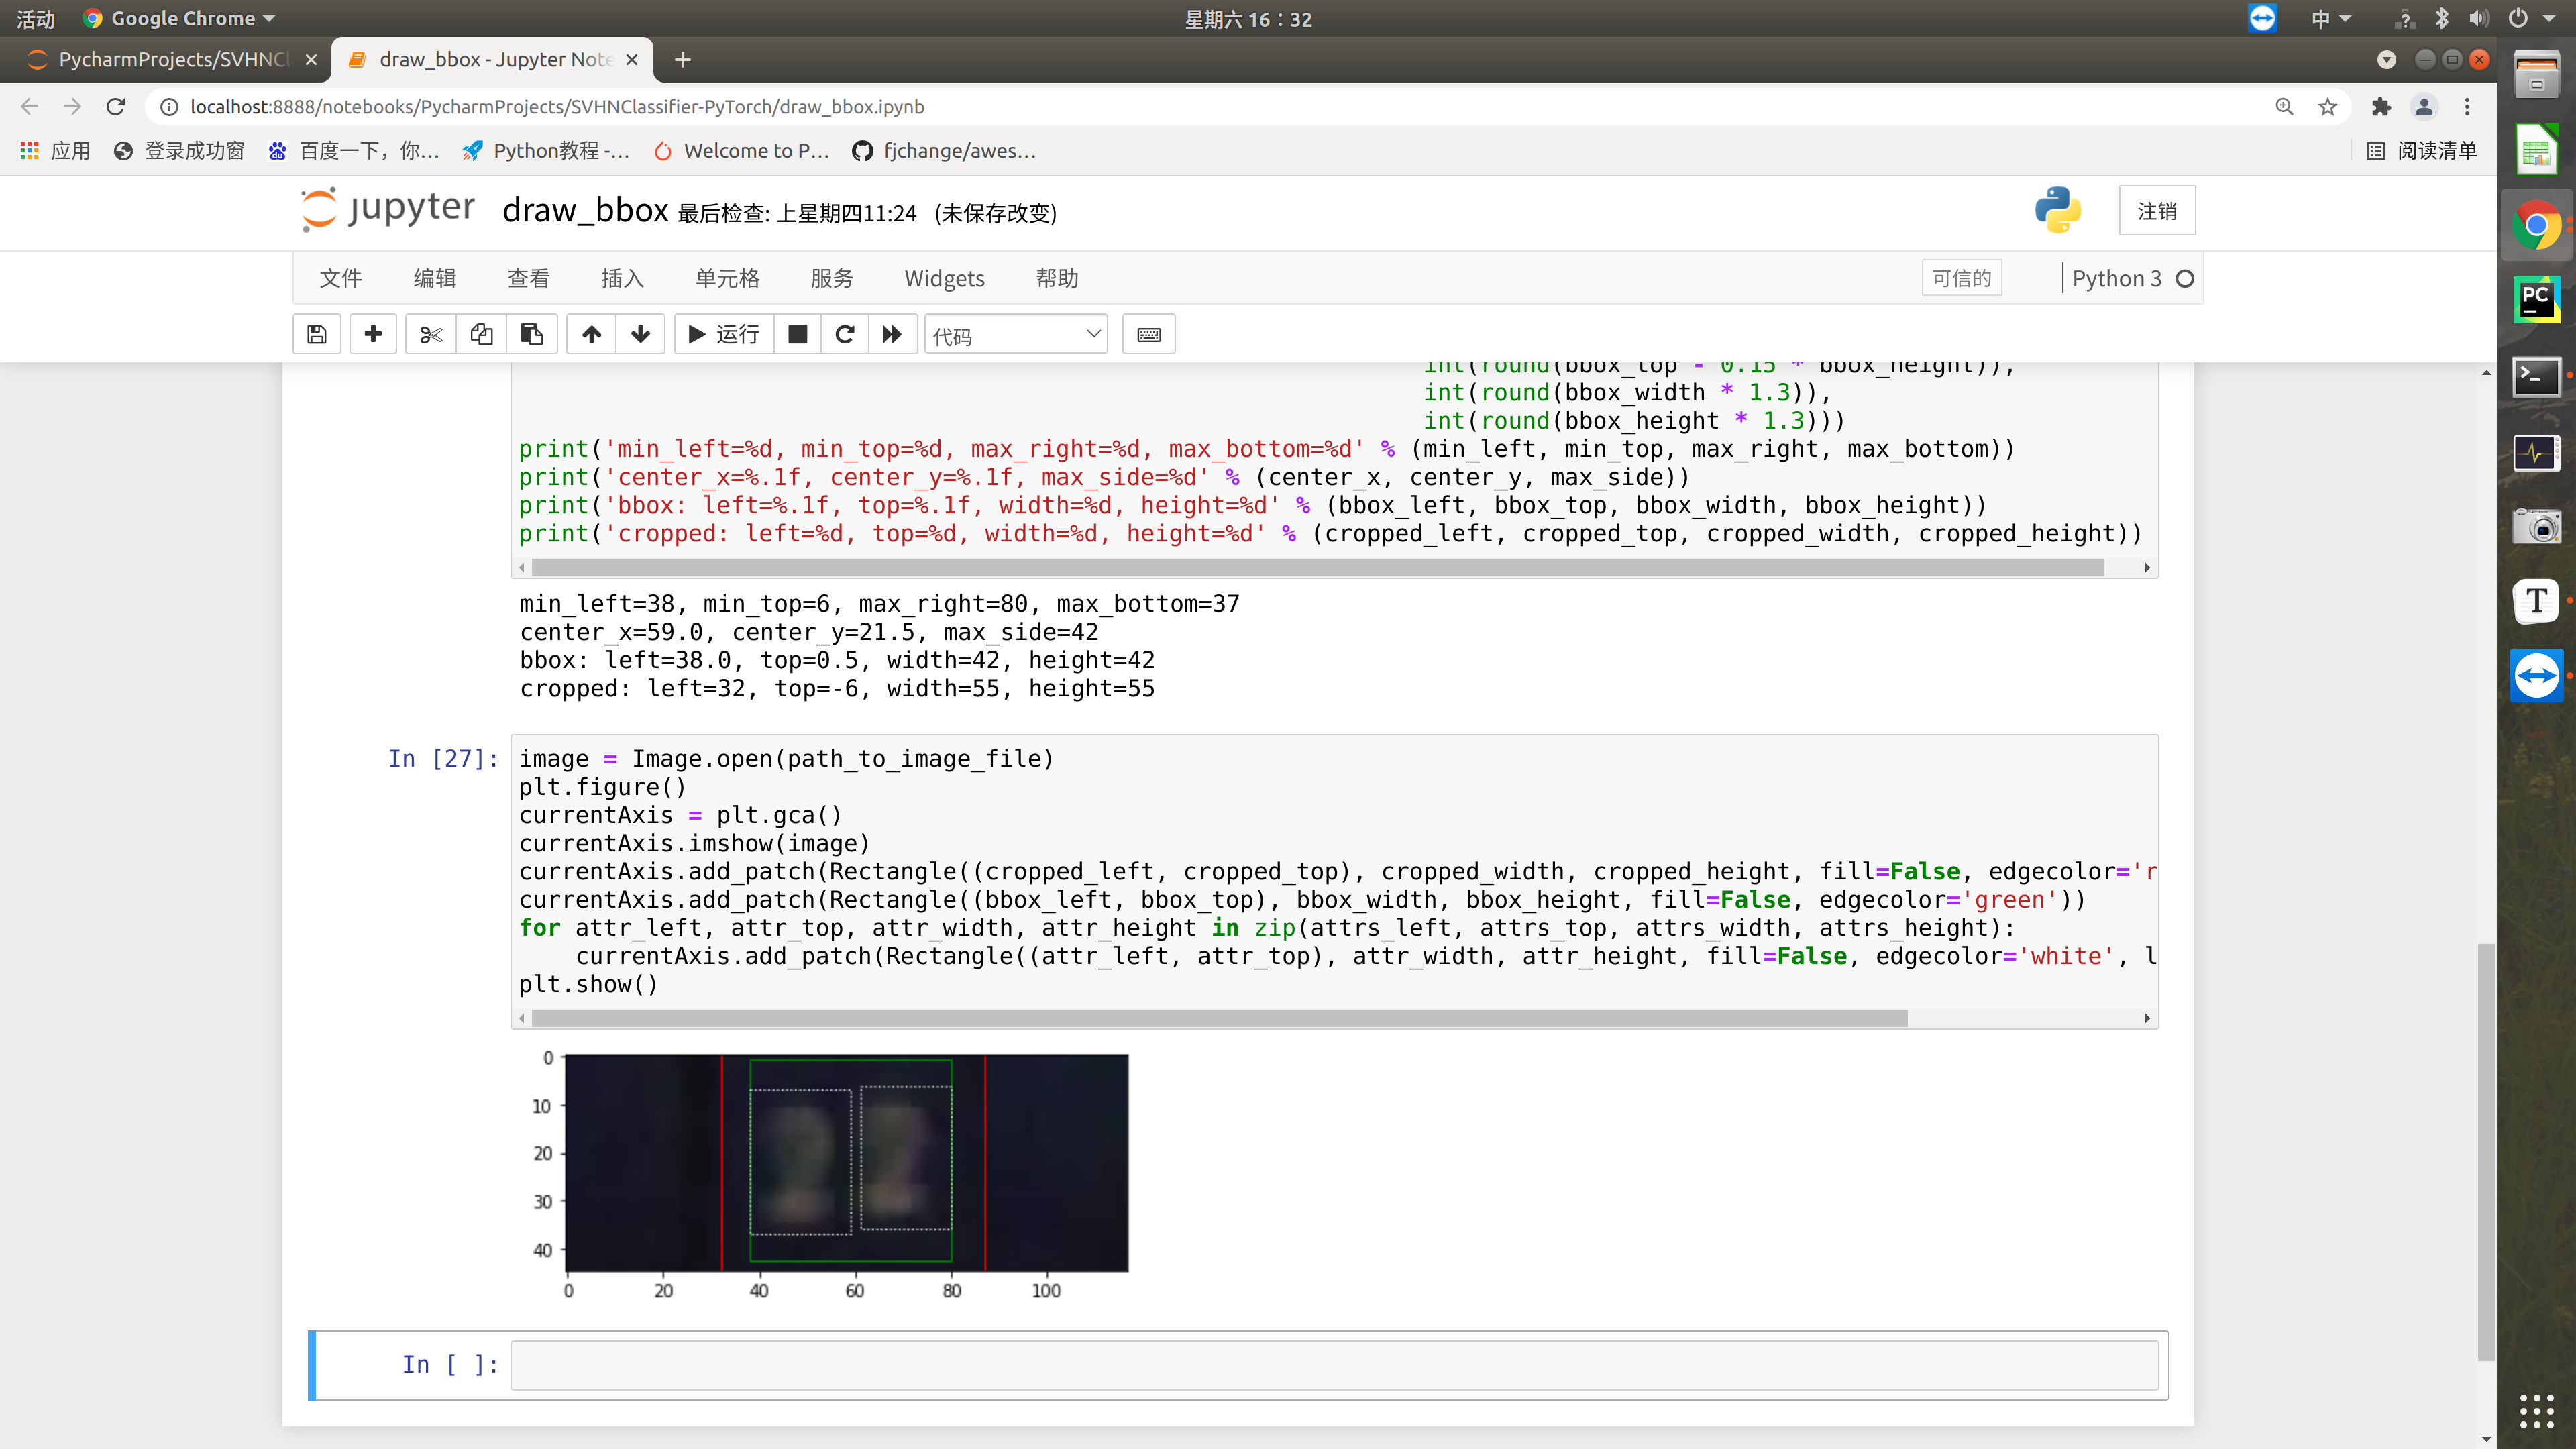 活动 Google Chrome 星期六 16：32 中
PycharmProjects/SVHNCl draw_bbox - Jupyter Note
localhost:8888/notebooks/PycharmProjects/SVHNClassifier-PyTorch/draw_bbox.ipynb
应用 登录成功窗 百度一下，你... Python教程 -... Welcome to P... fjchange/awes... 阅读清单
jupyter draw_bbox 最后检查: 上星期四11:24 (未保存改变) 注销
文件 编辑 查看 插入 单元格 服务 Widgets 帮助 可信的 Python 3
运行 代码
int(round(bbox_top - 0.15 * bbox_height)),
int(round(bbox_width * 1.3)),
int(round(bbox_height * 1.3)))
print('min_left=%d, min_top=%d, max_right=%d, max_bottom=%d' % (min_left, min_top, max_right, max_bottom))
print('center_x=%.1f, center_y=%.1f, max_side=%d' % (center_x, center_y, max_side))
print('bbox: left=%.1f, top=%.1f, width=%d, height=%d' % (bbox_left, bbox_top, bbox_width, bbox_height))
print('cropped: left=%d, top=%d, width=%d, height=%d' % (cropped_left, cropped_top, cropped_width, cropped_height))
min_left=38, min_top=6, max_right=80, max_bottom=37
center_x=59.0, center_y=21.5, max_side=42
bbox: left=38.0, top=0.5, width=42, height=42
cropped: left=32, top=-6, width=55, height=55
In [27]: image = Image.open(path_to_image_file)
plt.figure()
currentAxis = plt.gca()
currentAxis.imshow(image)
currentAxis.add_patch(Rectangle((cropped_left, cropped_top), cropped_width, cropped_height, fill=False, edgecolor='r
currentAxis.add_patch(Rectangle((bbox_left, bbox_top), bbox_width, bbox_height, fill=False, edgecolor='green'))
for attr_left, attr_top, attr_width, attr_height in zip(attrs_left, attrs_top, attrs_width, attrs_height):
    currentAxis.add_patch(Rectangle((attr_left, attr_top), attr_width, attr_height, fill=False, edgecolor='white', l
plt.show()
0
10
20
30
40
0 20 40 60 80 100
In [ ]:
PC
T